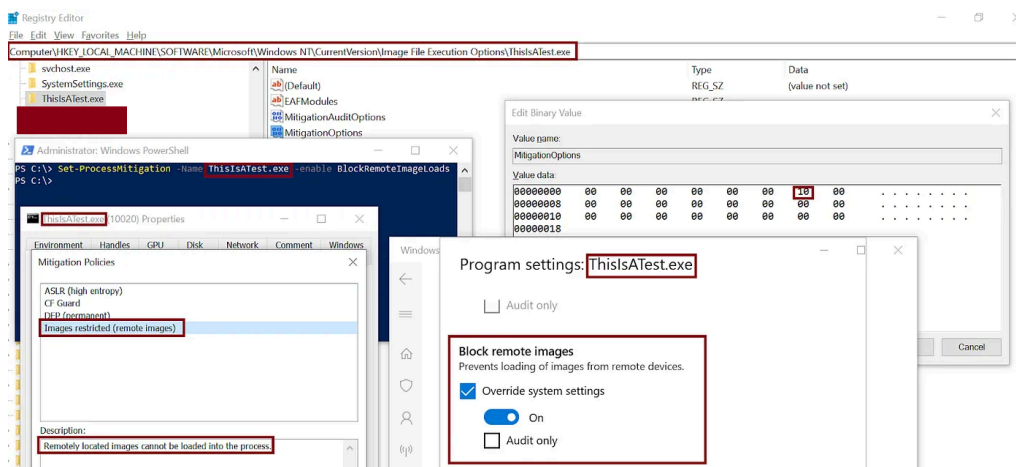 Registry Editor
File Edit View Favorites Help
Computer\HKEY_LOCAL_MACHINE\SOFTWARE\Microsoft\Windows NT\CurrentVersion\Image File Execution Options\ThisIsATest.exe
svchost.exe
SystemSettings.exe
ThisIsATest.exe
Name Type Data
(Default) REG_SZ (value not set)
EAFModules
MitigationAuditOptions
MitigationOptions
Edit Binary Value
Value name:
MitigationOptions
Value data:
00000000 00 00 00 00 00 00 10 00 . . . . . . . .
00000008 00 00 00 00 00 00 00 00 . . . . . . . .
00000010 00 00 00 00 00 00 00 00 . . . . . . . .
00000018
Cancel
Administrator: Windows PowerShell
PS C:\> Set-ProcessMitigation -Name ThisIsATest.exe -enable BlockRemoteImageLoads
PS C:\>
ThisIsATest.exe (10020) Properties
Environment Handles GPU Disk Network Comment Windows
Mitigation Policies
ASLR (high entropy)
CF Guard
DEP (permanent)
Images restricted (remote images)
Description:
Remotely located images cannot be loaded into the process.
Windows
Program settings: ThisIsATest.exe
Audit only
Block remote images
Prevents loading of images from remote devices.
Override system settings
On
Audit only